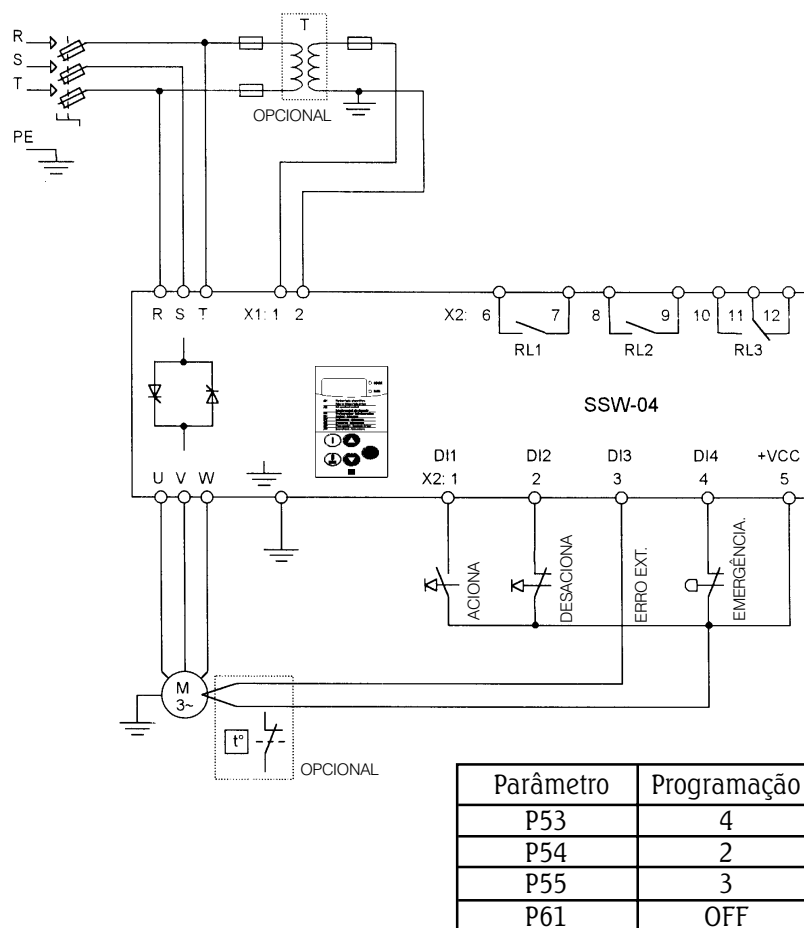 R
S
T
PE
T
OPCIONAL
R S T X1: 1 2 X2: 6 7 8 9 10 11 12
RL1 RL2 RL3
SSW-04
DI1 DI2 DI3 DI4 +VCC
U V W X2: 1 2 3 4 5
ACIONA
DESACIONA
ERRO EXT.
EMERGÊNCIA.
M
3~
t°
OPCIONAL
Parâmetro Programação
P53 4
P54 2
P55 3
P61 OFF